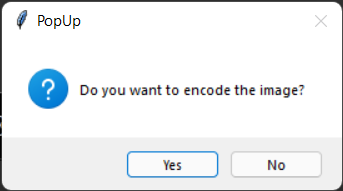 PopUp
Do you want to encode the image?
Yes
No